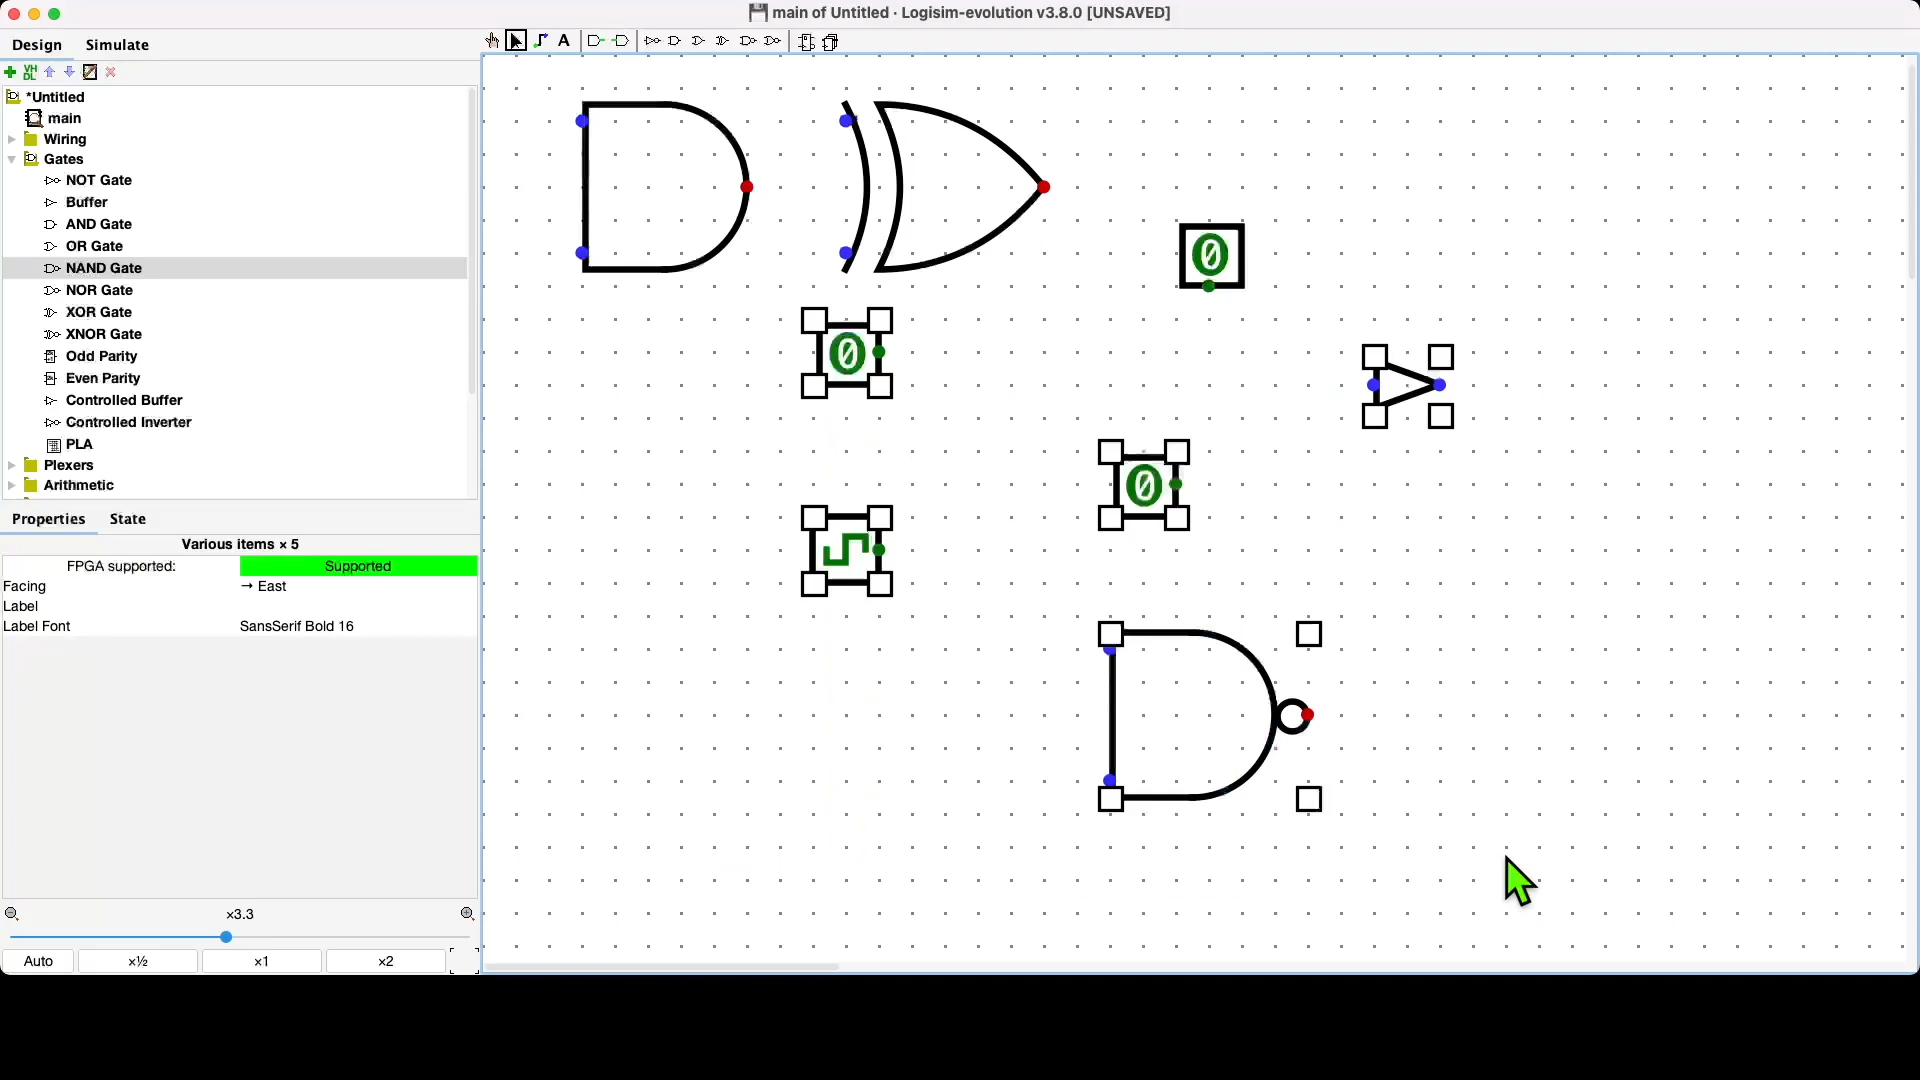 main of Untitled · Logisim-evolution v3.8.0 [UNSAVED]
Design Simulate
A
VH
DL
*Untitled
main
Wiring
Gates
NOT Gate
Buffer
AND Gate
OR Gate
NAND Gate
NOR Gate
XOR Gate
XNOR Gate
Odd Parity
Even Parity
Controlled Buffer
Controlled Inverter
PLA
Plexers
Arithmetic
Properties State
Various items × 5
FPGA supported: Supported
Facing → East
Label
Label Font SansSerif Bold 16
×3.3
Auto ×½ ×1 ×2
0
0
0